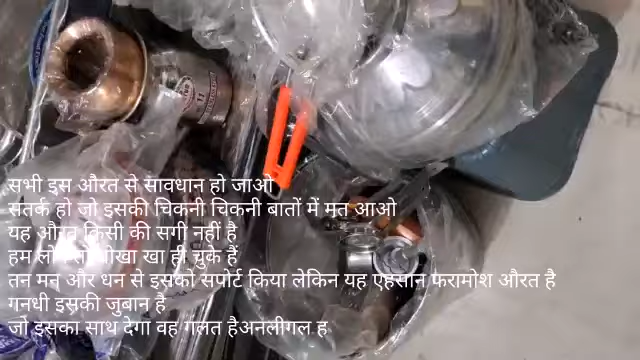 सभी इस औरत से सावधान हो जाओ
सतर्क हो जो इसकी चिकनी चिकनी बातों में मत आओ
यह औरत किसी की सगी नहीं है
हम लोग तो धोखा खा ही चुके हैं
तन मन और धन से इसको सपोर्ट किया लेकिन यह एहसान फरामोश औरत है
गनधी इसकी जुबान है
जो इसका साथ देगा वह गलत हैअनलीगल ह